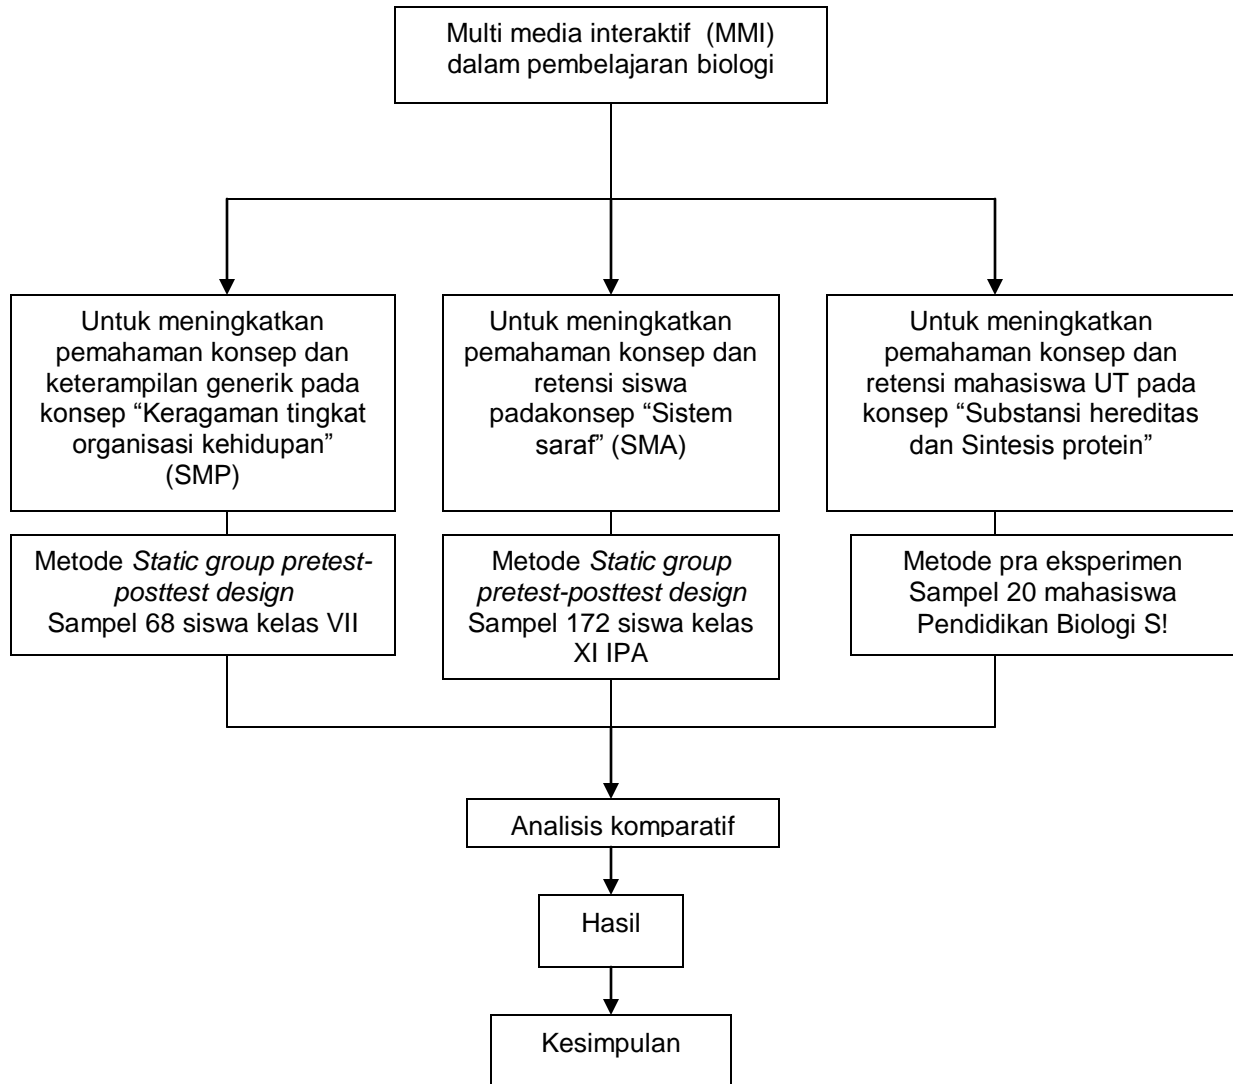 Multi media interaktif (MMI)
dalam pembelajaran biologi
Untuk meningkatkan
pemahaman konsep dan
keterampilan generik pada
konsep “Keragaman tingkat
organisasi kehidupan”
(SMP)
Untuk meningkatkan
pemahaman konsep dan
retensi siswa
padakonsep “Sistem
saraf” (SMA)
Untuk meningkatkan
pemahaman konsep dan
retensi mahasiswa UT pada
konsep “Substansi hereditas
dan Sintesis protein”
Metode Static group pretest-
posttest design
Sampel 68 siswa kelas VII
Metode Static group
pretest-posttest design
Sampel 172 siswa kelas
XI IPA
Metode pra eksperimen
Sampel 20 mahasiswa
Pendidikan Biologi S!
Analisis komparatif
Hasil
Kesimpulan